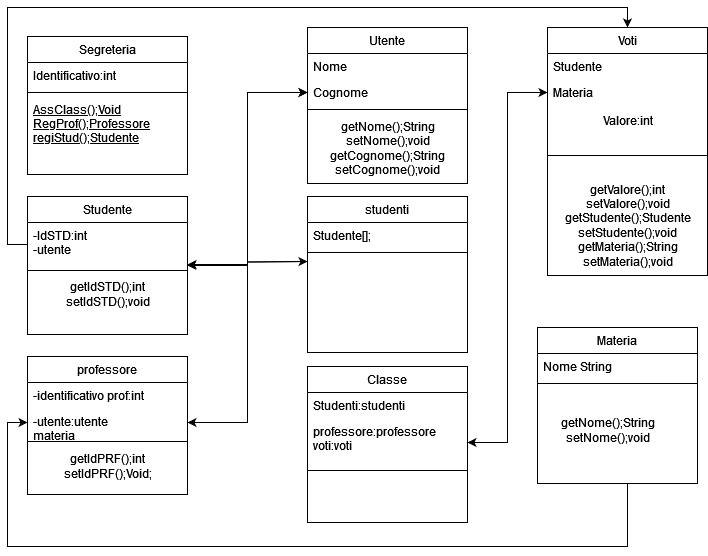 Segreteria
Identificativo:int
AssClass();Void
RegProf();Professore
regiStud();Studente
Utente
Nome
Cognome
getNome();String
setNome();void
getCognome();String
setCognome();void
Voti
Studente
Materia
Valore:int
getValore();int
setValore();void
getStudente();Studente
setStudente();void
getMateria();String
setMateria();void
Studente
-IdSTD:int
-utente
getIdSTD();int
setIdSTD();void
studenti
Studente[];
professore
-identificativo prof:int
-utente:utente
materia
getIdPRF();int
setIdPRF();Void;
Classe
Studenti:studenti
professore:professore
voti:voti
Materia
Nome String
getNome();String
setNome();void